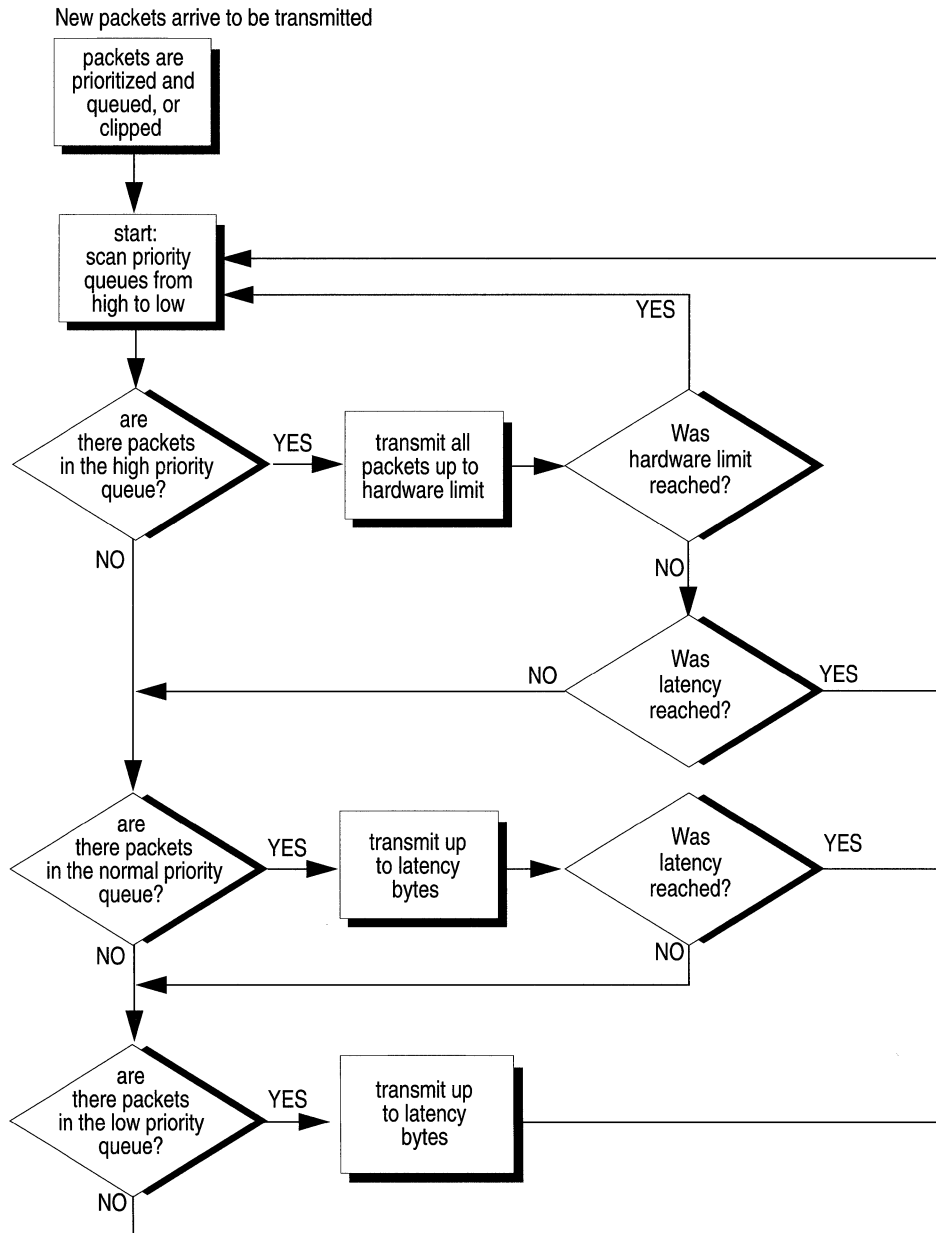 New packets arrive to be transmitted
packets are
prioritized and
queued, or
clipped
start:
scan priority
queues from
high to low
YES
are
there packets
in the high priority
queue?
YES
transmit all
packets up to
hardware limit
Was
hardware limit
reached?
NO
NO
NO
Was
latency
reached?
YES
are
there packets
in the normal priority
queue?
YES
transmit up
to latency
bytes
Was
latency
reached?
YES
NO
NO
are
there packets
in the low priority
queue?
YES
transmit up
to latency
bytes
NO